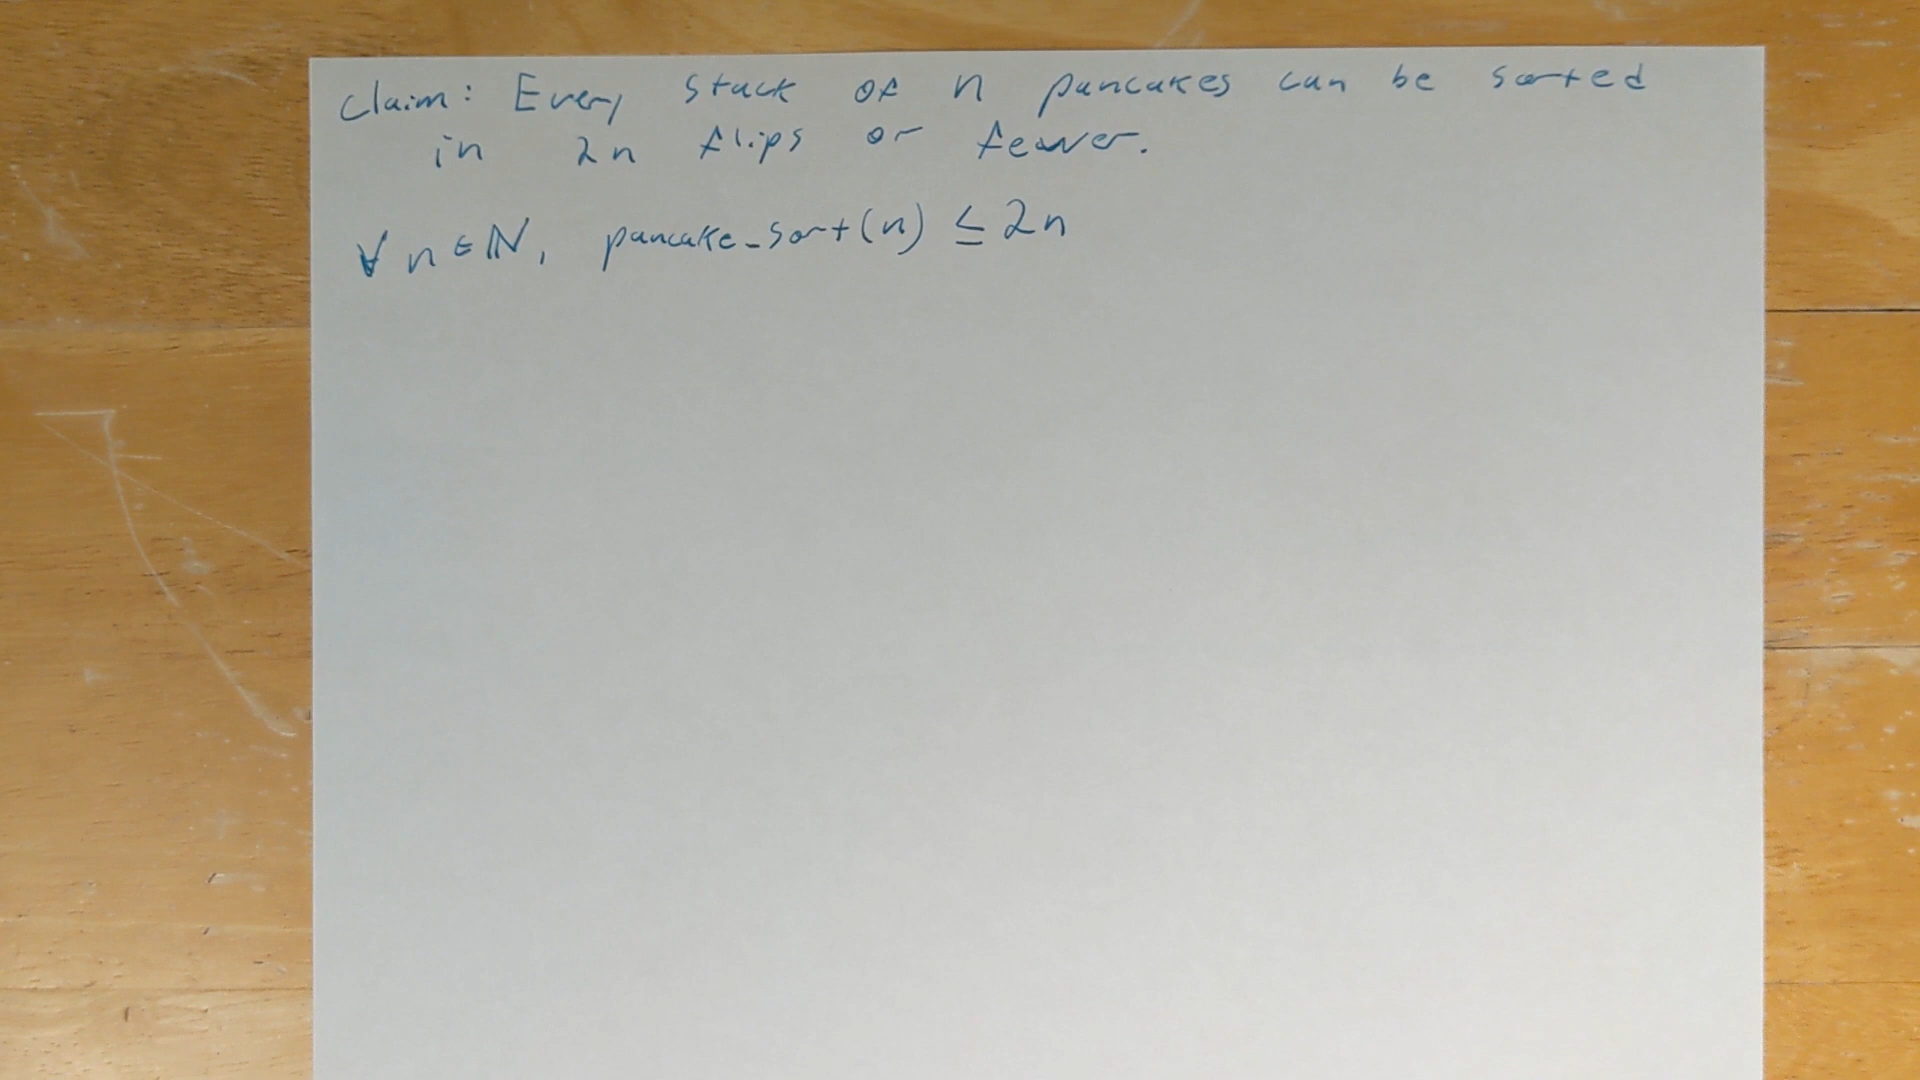 Claim: Every stack of n pancakes can be sorted
in 2n flips or fewer.
∀ n ∈ ℕ, pancake_sort(n) ≤ 2n